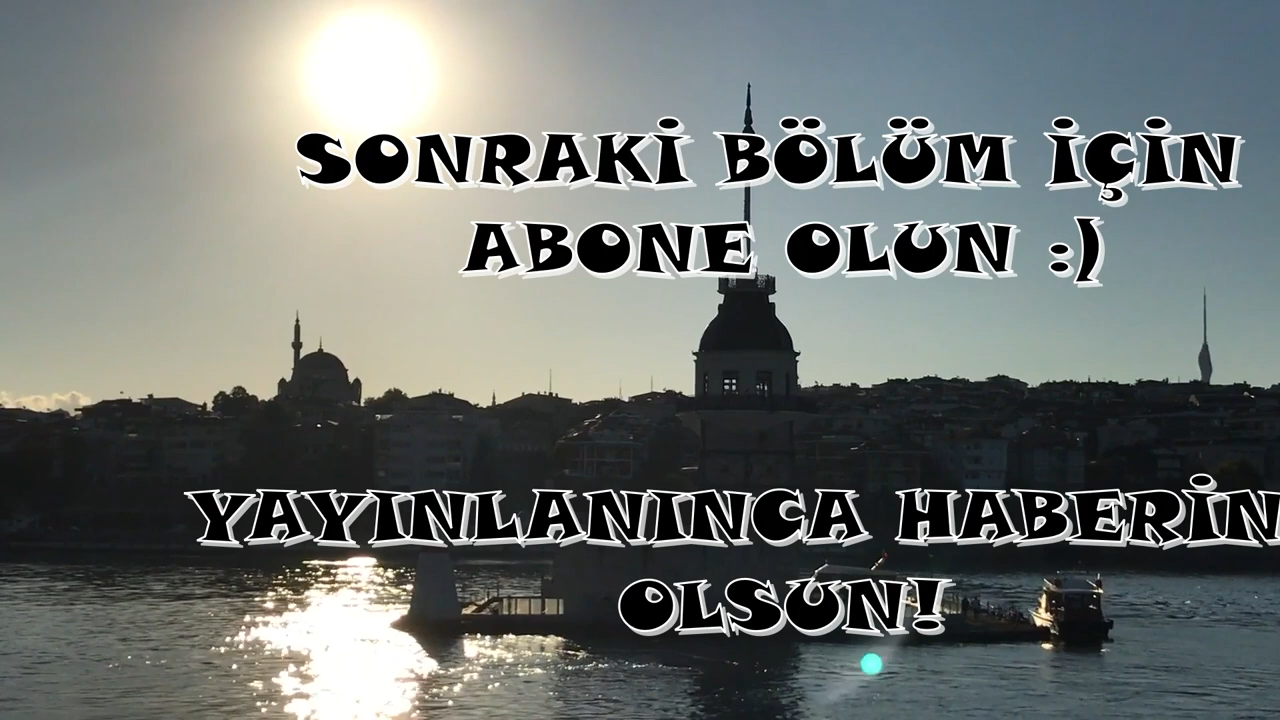 SONRAKİ BÖLÜM İÇİN
ABONE OLUN :)
YAYINLANINCA HABERİN
OLSUN!